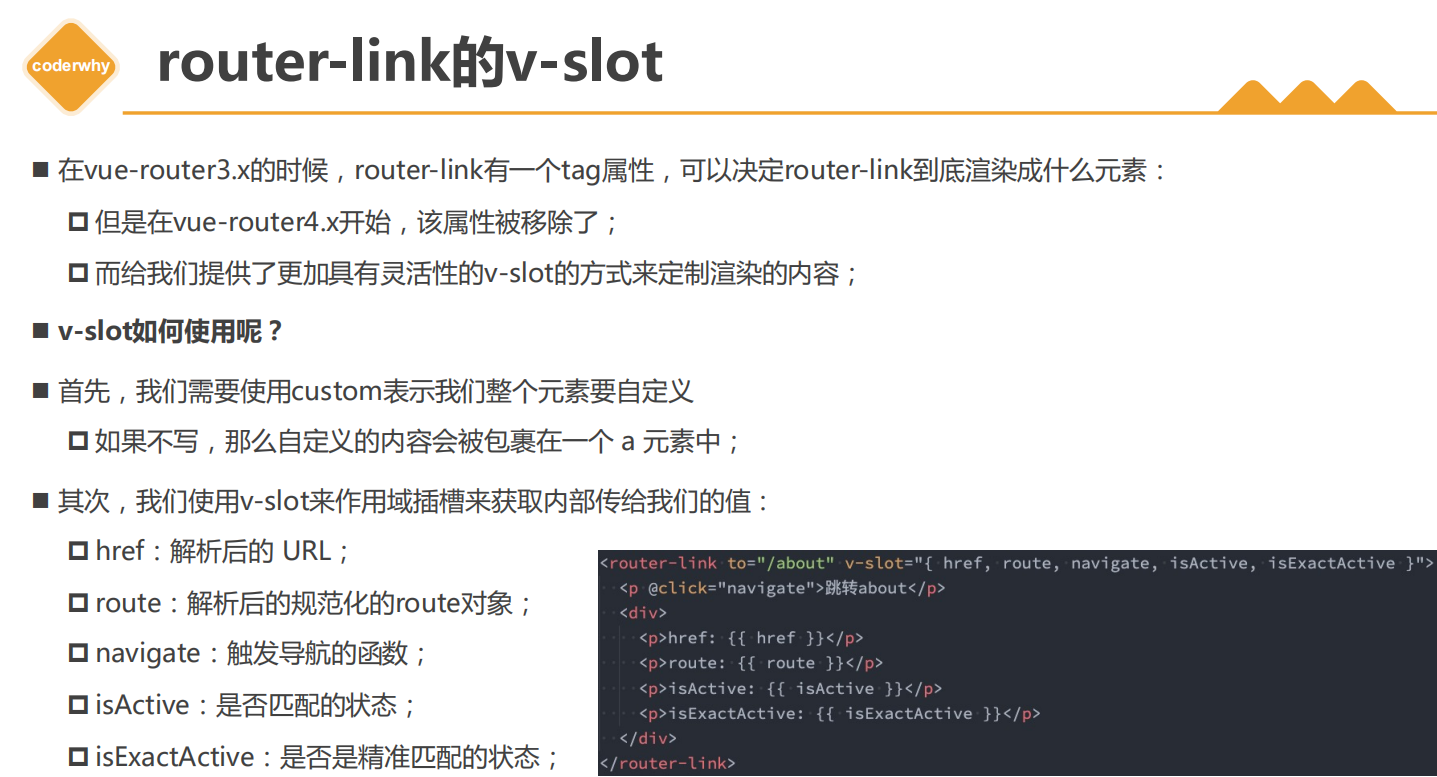 coderwhy
router-link的v-slot
在vue-router3.x的时候，router-link有一个tag属性，可以决定router-link到底渲染成什么元素：
但是在vue-router4.x开始，该属性被移除了；
而给我们提供了更加具有灵活性的v-slot的方式来定制渲染的内容；
v-slot如何使用呢？
首先，我们需要使用custom表示我们整个元素要自定义
如果不写，那么自定义的内容会被包裹在一个 a 元素中；
其次，我们使用v-slot来作用域插槽来获取内部传给我们的值：
href：解析后的 URL；
route：解析后的规范化的route对象；
navigate：触发导航的函数；
isActive：是否匹配的状态；
isExactActive：是否是精准匹配的状态；
<router-link to="/about" v-slot="{ href, route, navigate, isActive, isExactActive }">
<p @click="navigate">跳转about</p>
<div>
<p>href: {{ href }}</p>
<p>route: {{ route }}</p>
<p>isActive: {{ isActive }}</p>
<p>isExactActive: {{ isExactActive }}</p>
</div>
</router-link>